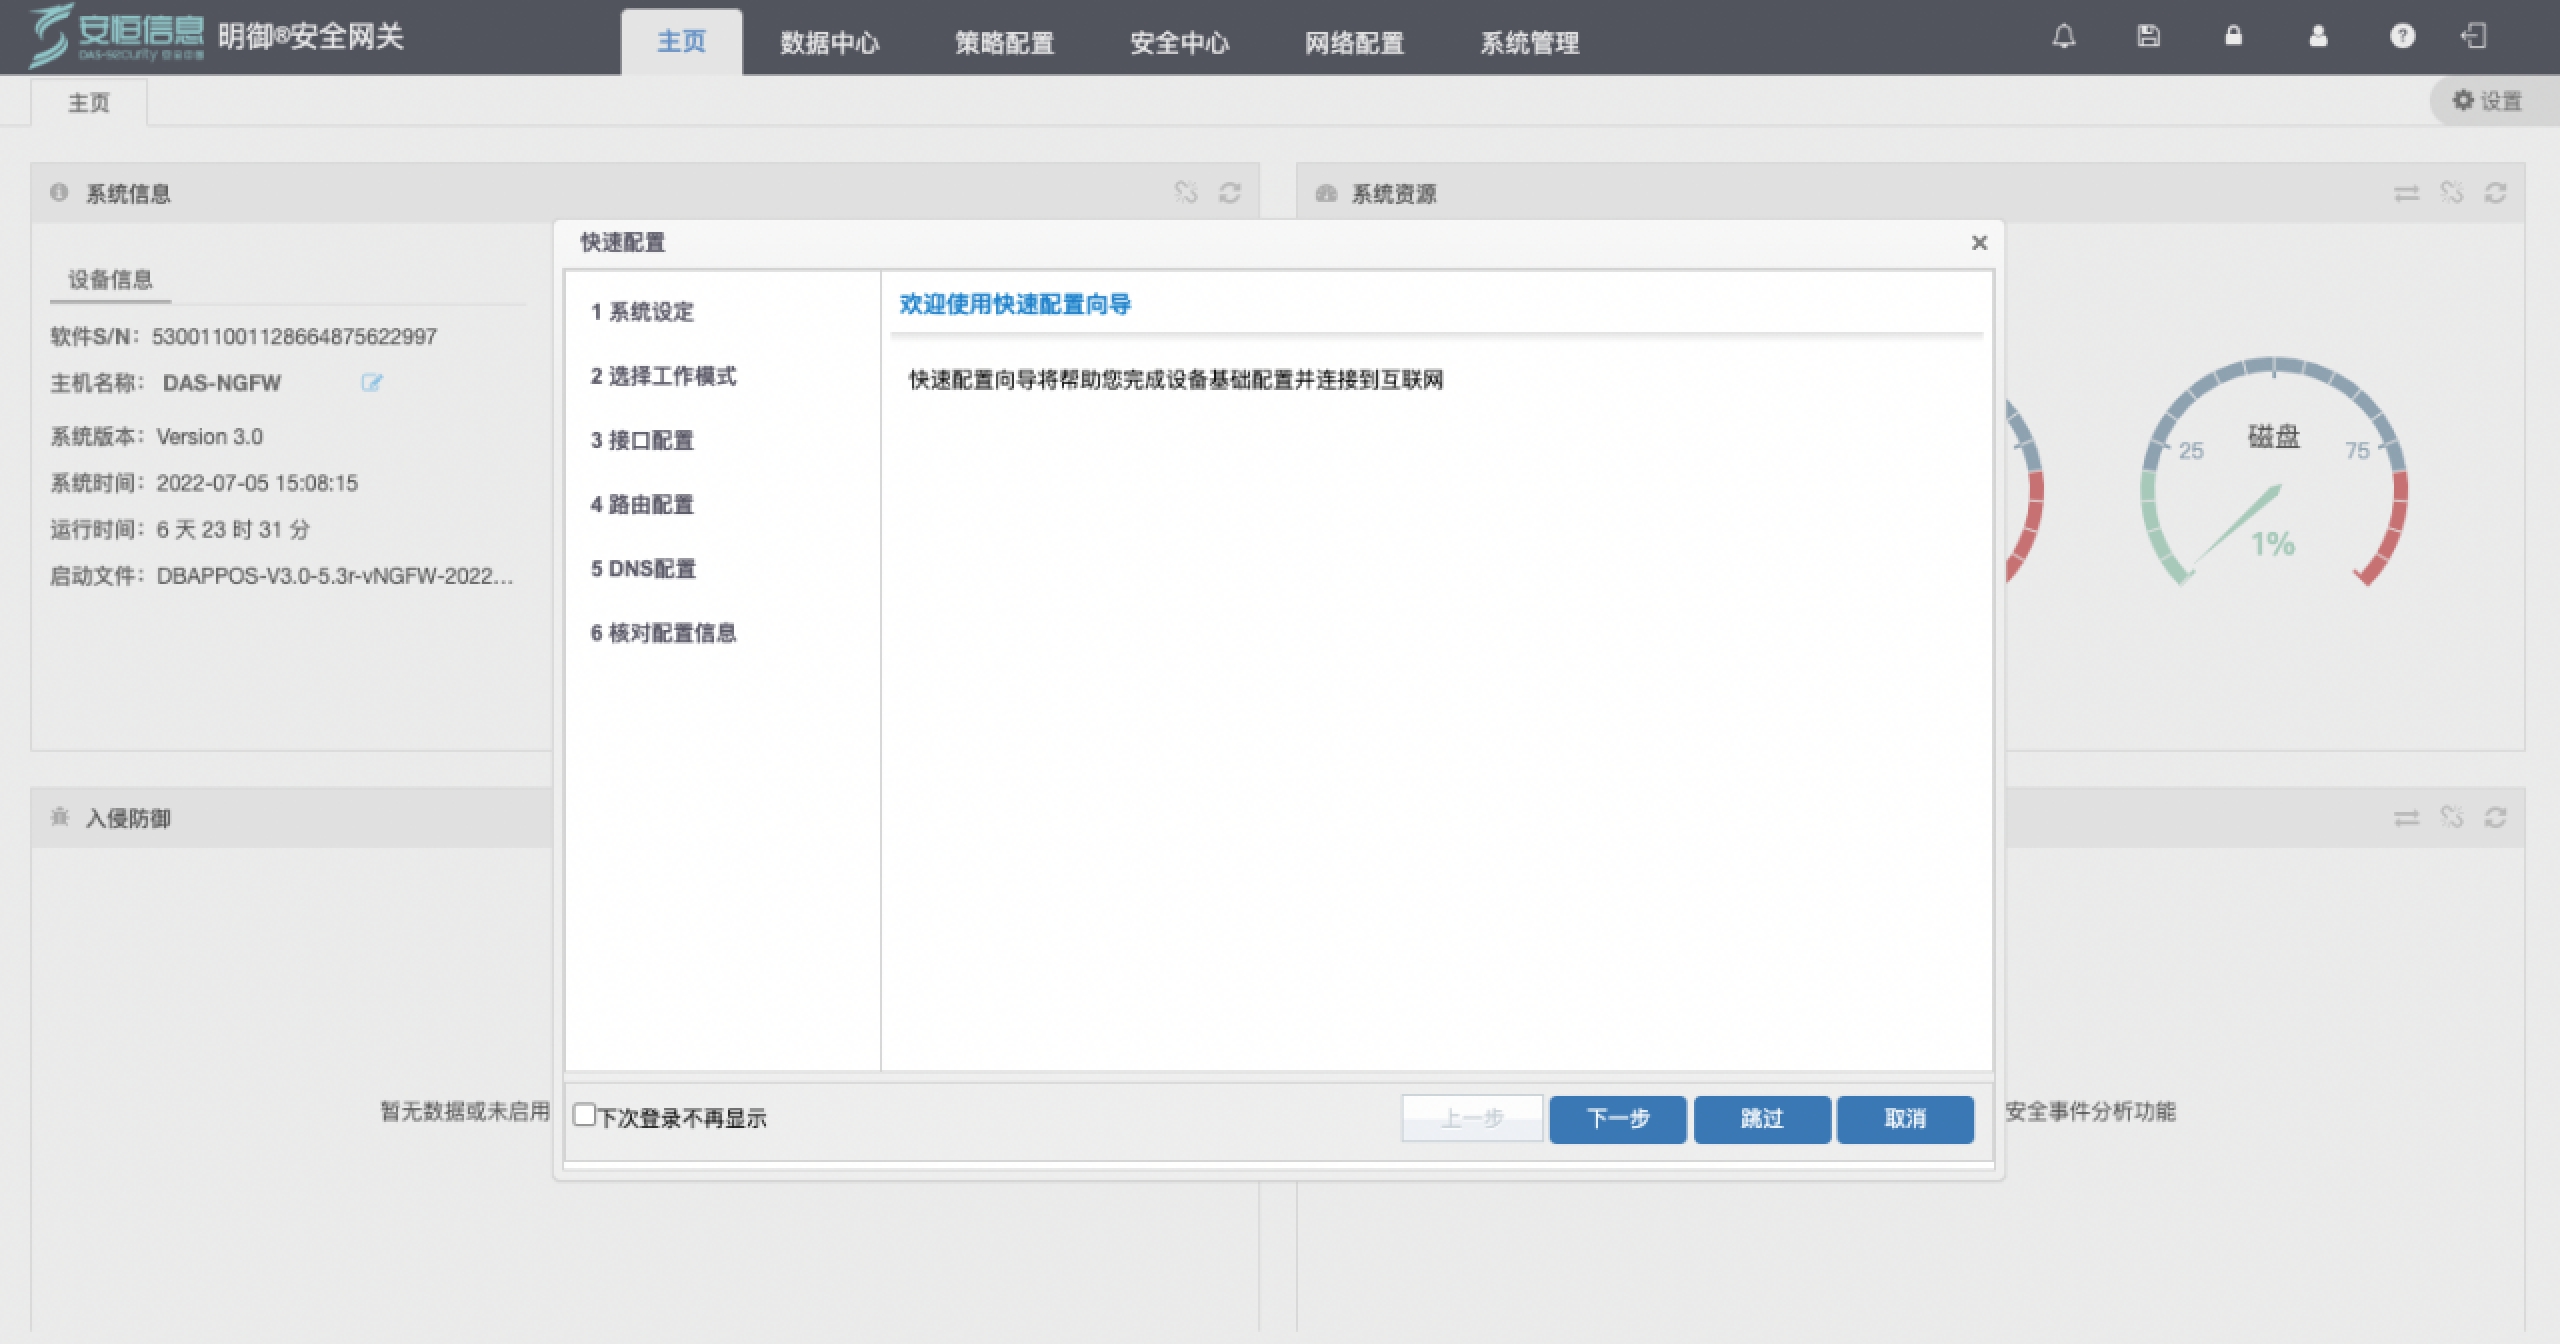 安恒信息
DAS-security 安全中国
明御®安全网关
主页
数据中心
策略配置
安全中心
网络配置
系统管理
主页
设置
系统信息
系统资源
设备信息
软件S/N：5300110011286648756​22997
主机名称：DAS-NGFW
系统版本：Version 3.0
系统时间：2022-07-05 15:08:15
运行时间：6 天 23 时 31 分
启动文件：DBAPPOS-V3.0-5.3r-vNGFW-2022...
25
磁盘
75
1%
快速配置
1 系统设定
2 选择工作模式
3 接口配置
4 路由配置
5 DNS配置
6 核对配置信息
欢迎使用快速配置向导
快速配置向导将帮助您完成设备基础配置并连接到互联网
下次登录不再显示
上一步
下一步
跳过
取消
入侵防御
暂无数据或未启用
安全事件分析功能